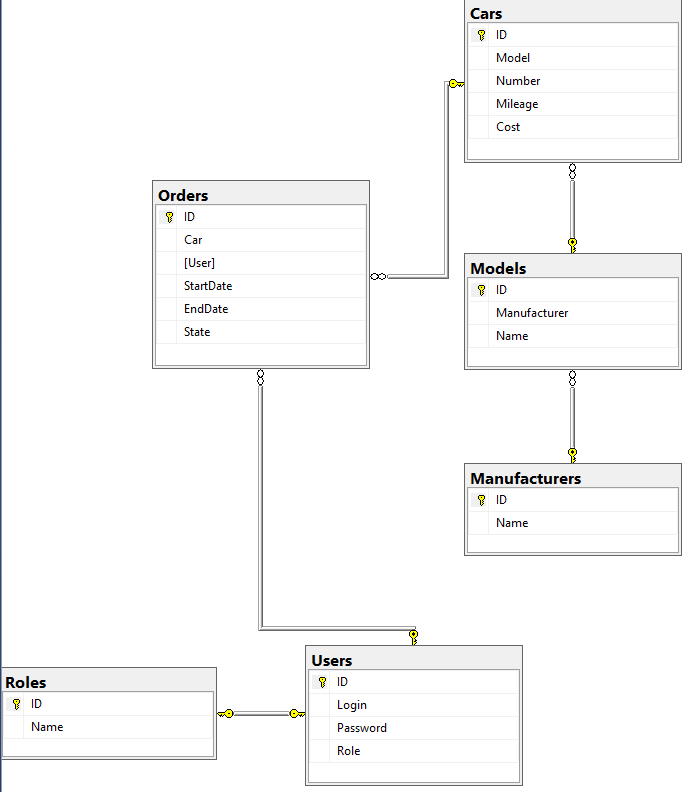 Cars
ID
Model
Number
Mileage
Cost
Orders
ID
Car
[User]
StartDate
EndDate
State
Models
ID
Manufacturer
Name
Manufacturers
ID
Name
Users
ID
Login
Password
Role
Roles
ID
Name